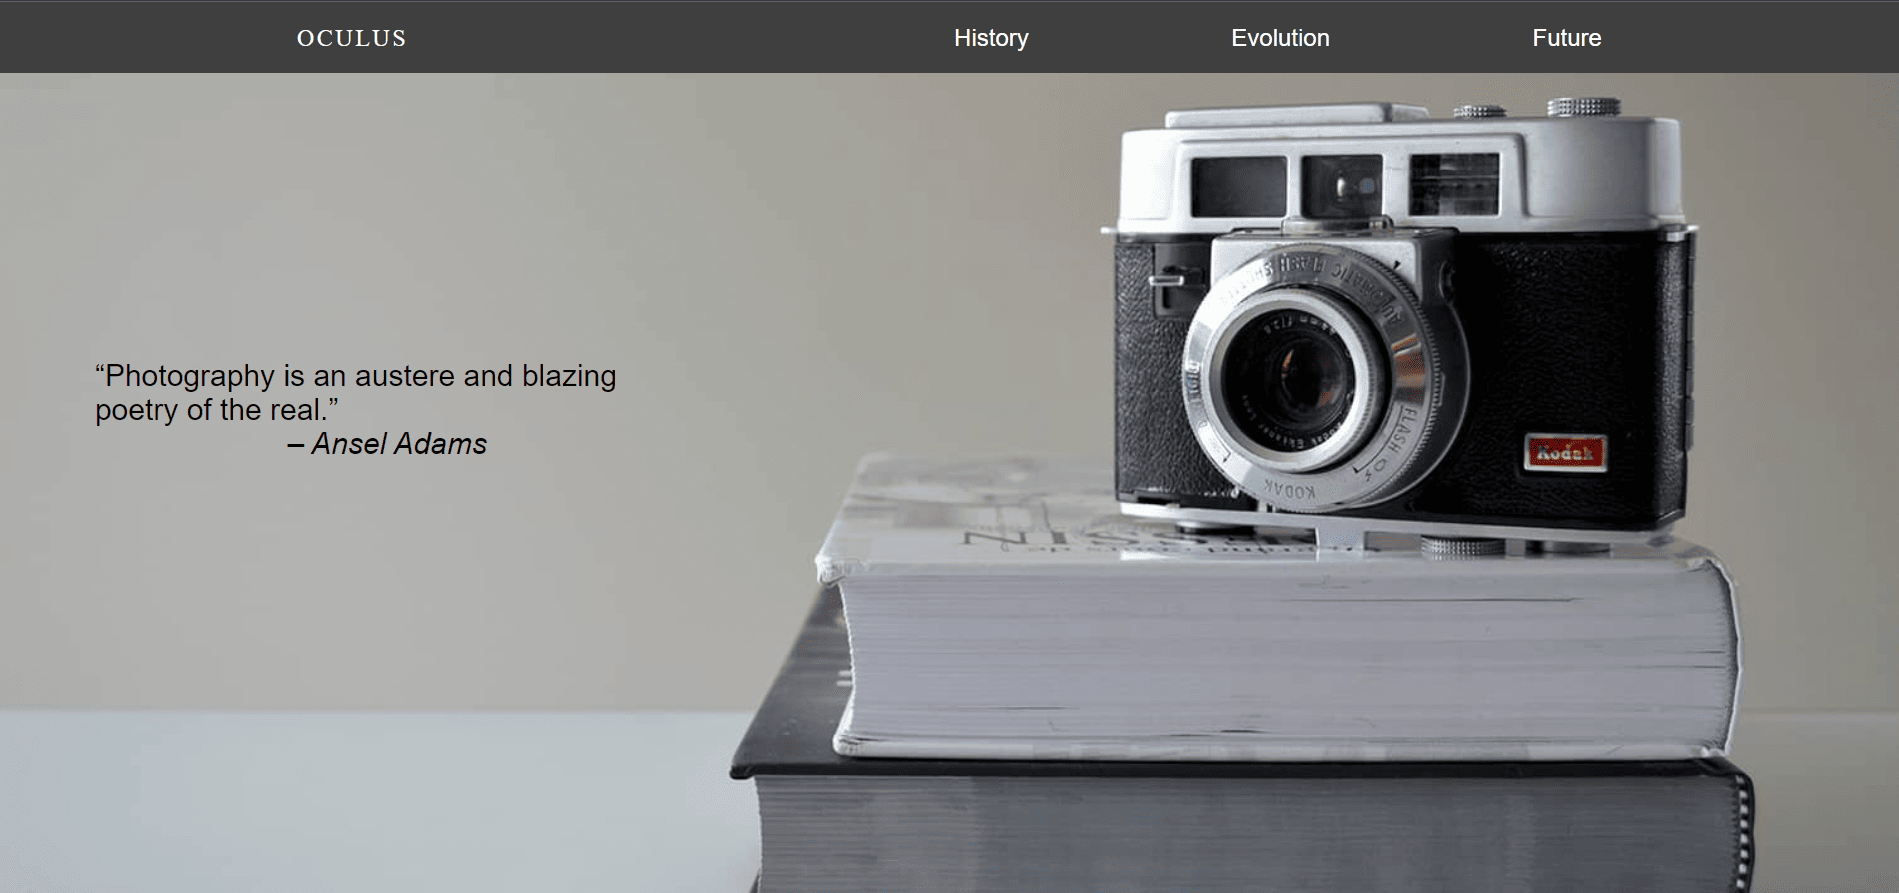 OCULUS
History
Evolution
Future
“Photography is an austere and blazing
poetry of the real.”
– Ansel Adams
Kodak
FLASH
KODAK